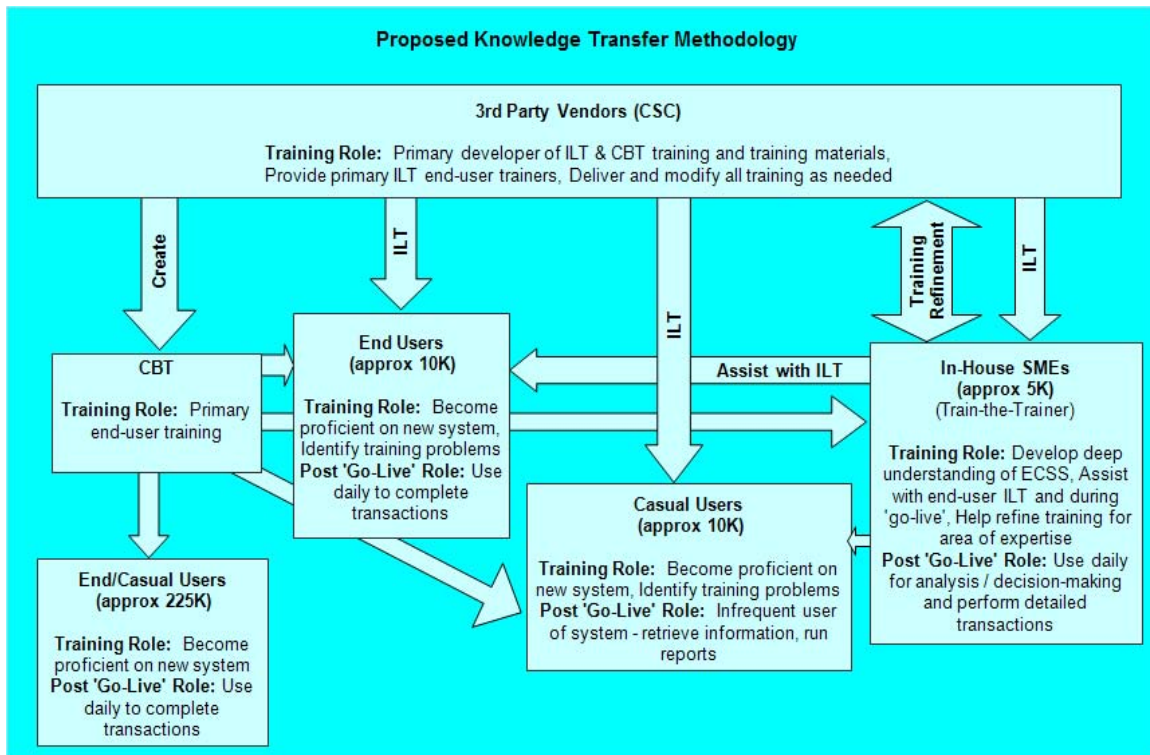 Proposed Knowledge Transfer Methodology
3rd Party Vendors (CSC)
Training Role: Primary developer of ILT & CBT training and training materials,
Provide primary ILT end-user trainers, Deliver and modify all training as needed
Create
ILT
ILT
Training
Refinement
ILT
CBT
Training Role: Primary
end-user training
End Users
(approx 10K)
Training Role: Become
proficient on new system,
Identify training problems
Post 'Go-Live' Role: Use
daily to complete
transactions
Assist with ILT
In-House SMEs
(approx 5K)
(Train-the-Trainer)
Training Role: Develop deep
understanding of ECSS, Assist
with end-user ILT and during
'go-live', Help refine training for
area of expertise
Post 'Go-Live' Role: Use daily
for analysis / decision-making
and perform detailed
transactions
Casual Users
(approx 10K)
Training Role: Become proficient on
new system, Identify training problems
Post 'Go-Live' Role: Infrequent user
of system - retrieve information, run
reports
End/Casual Users
(approx 225K)
Training Role: Become
proficient on new system
Post 'Go-Live' Role: Use
daily to complete
transactions